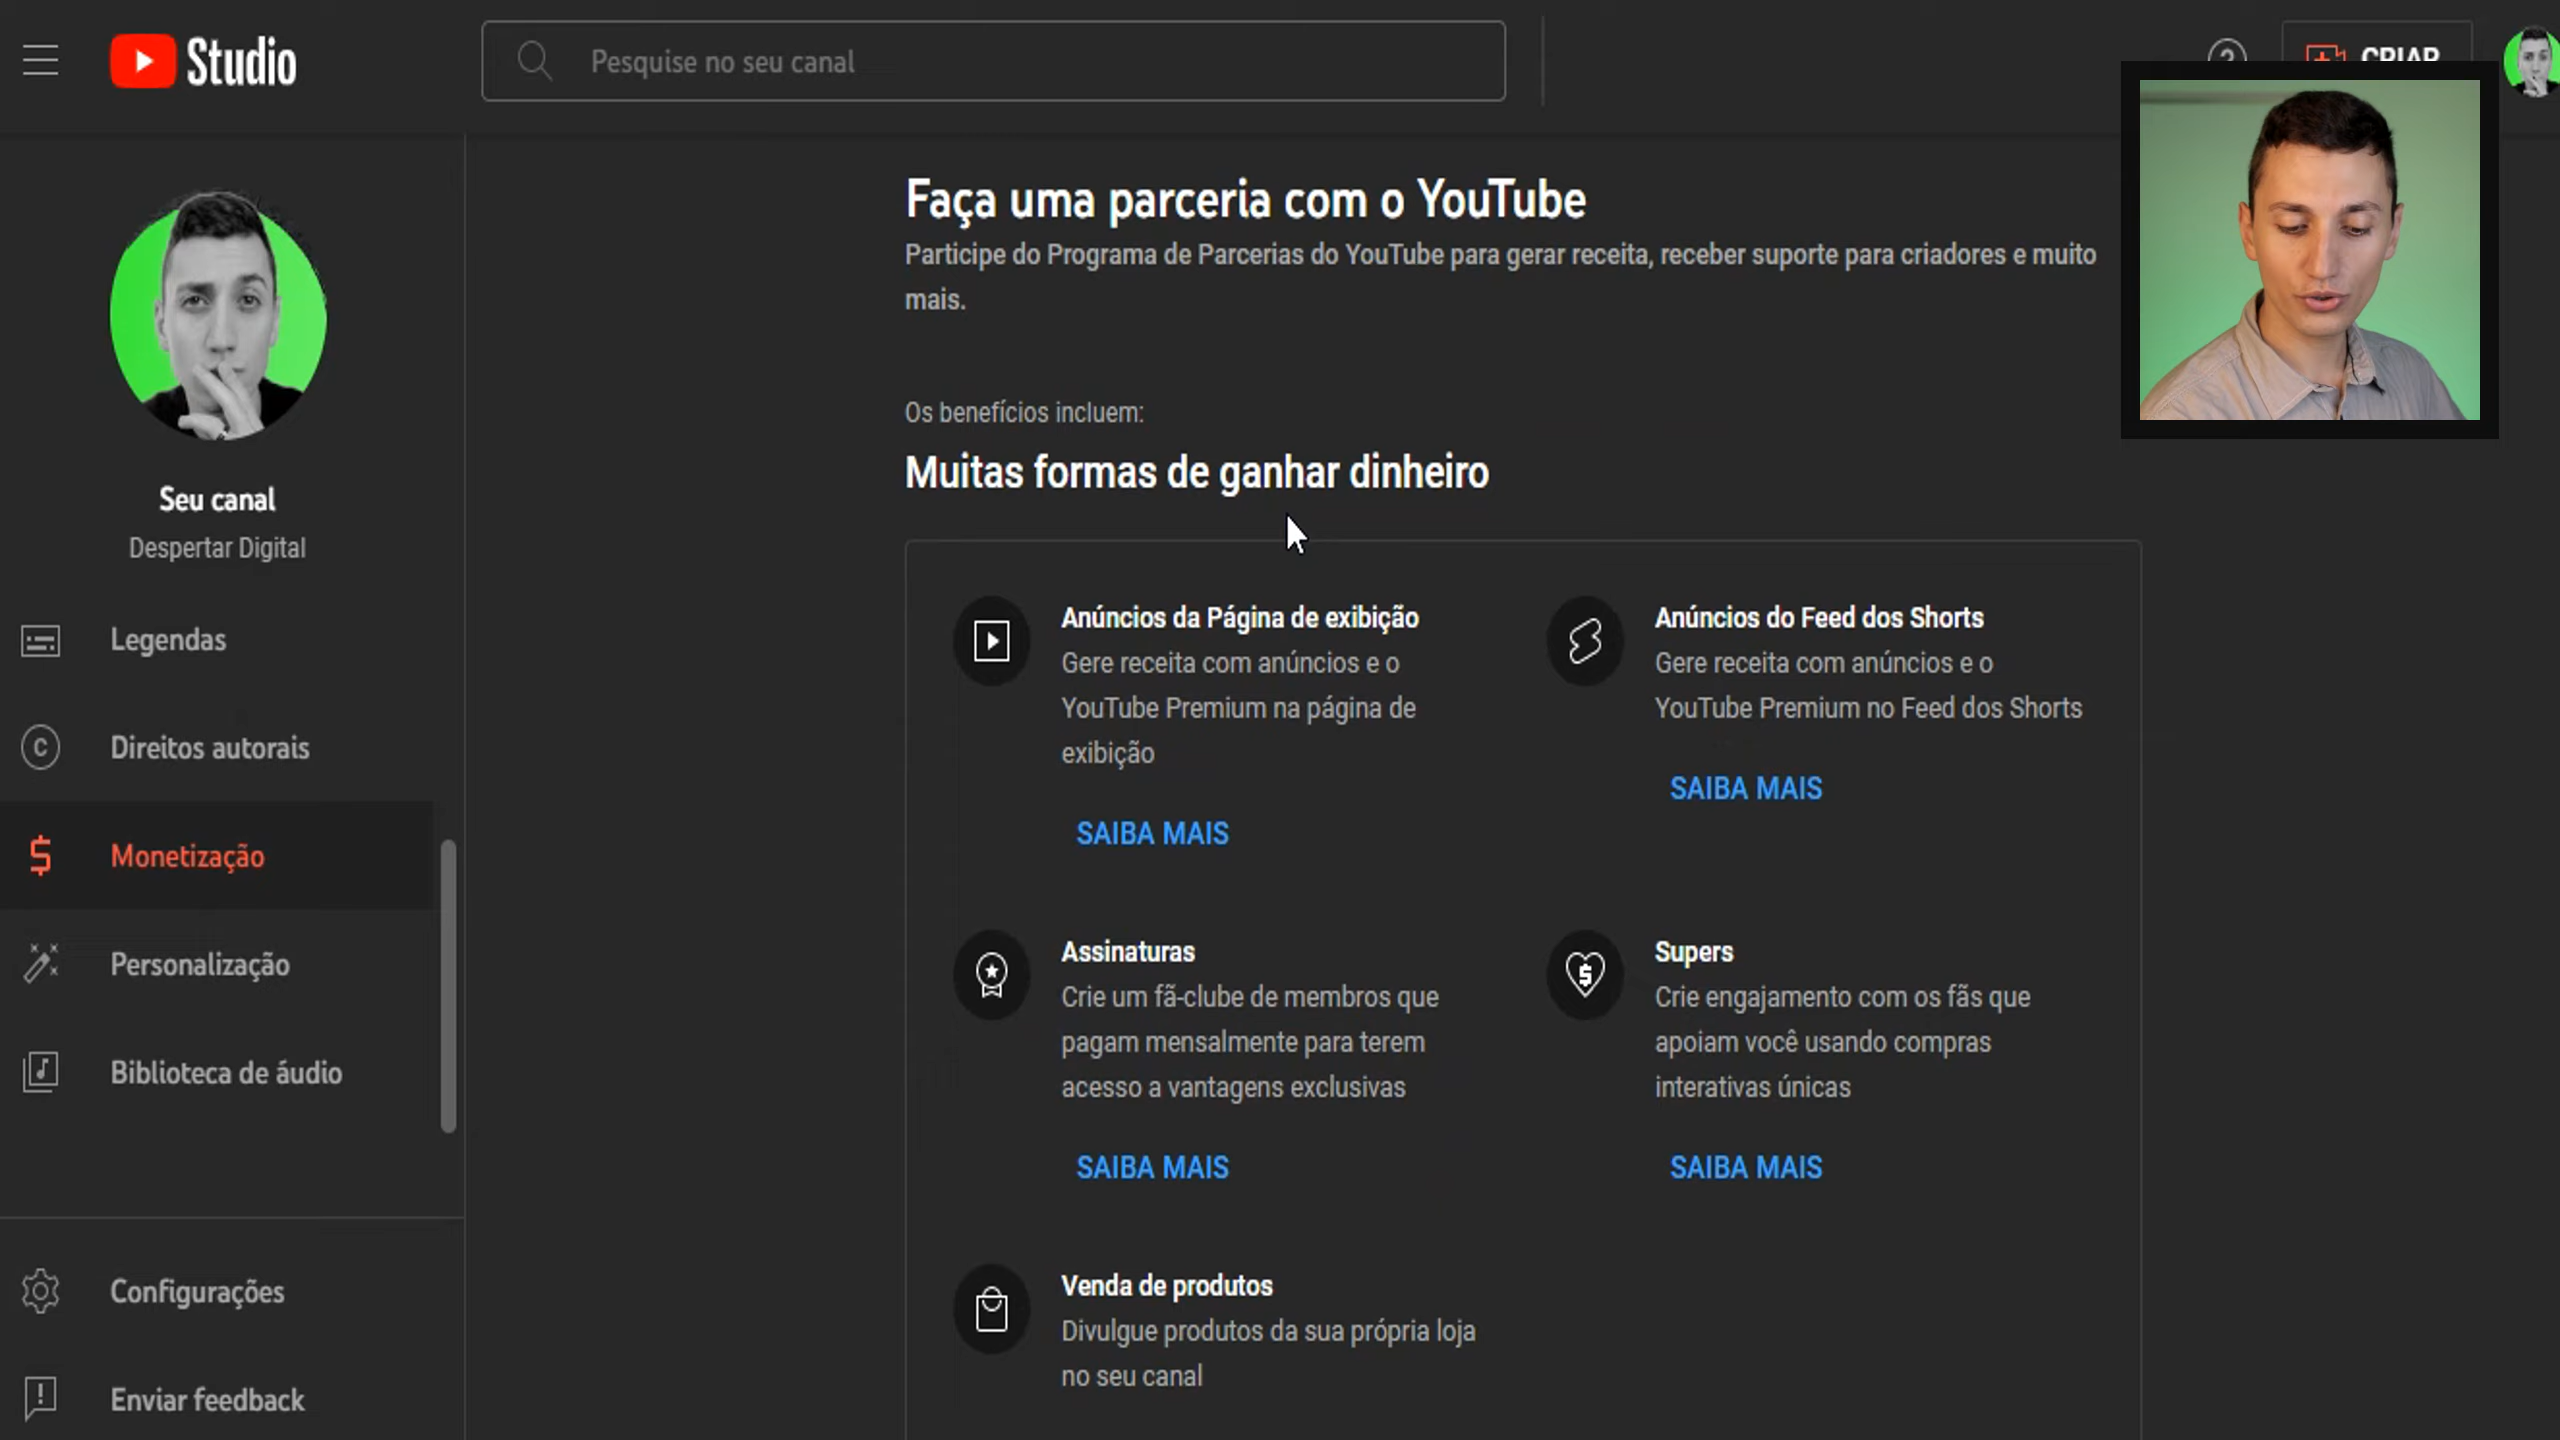 Studio
Pesquise no seu canal
CRIAR
Seu canal
Despertar Digital
Legendas
Direitos autorais
Monetização
Personalização
Biblioteca de áudio
Configurações
Enviar feedback
Faça uma parceria com o YouTube
Participe do Programa de Parcerias do YouTube para gerar receita, receber suporte para criadores e muito
mais.
Os benefícios incluem:
Muitas formas de ganhar dinheiro
Anúncios da Página de exibição
Gere receita com anúncios e o
YouTube Premium na página de
exibição
SAIBA MAIS
Anúncios do Feed dos Shorts
Gere receita com anúncios e o
YouTube Premium no Feed dos Shorts
SAIBA MAIS
Assinaturas
Crie um fã-clube de membros que
pagam mensalmente para terem
acesso a vantagens exclusivas
SAIBA MAIS
Supers
Crie engajamento com os fãs que
apoiam você usando compras
interativas únicas
SAIBA MAIS
Venda de produtos
Divulgue produtos da sua própria loja
no seu canal